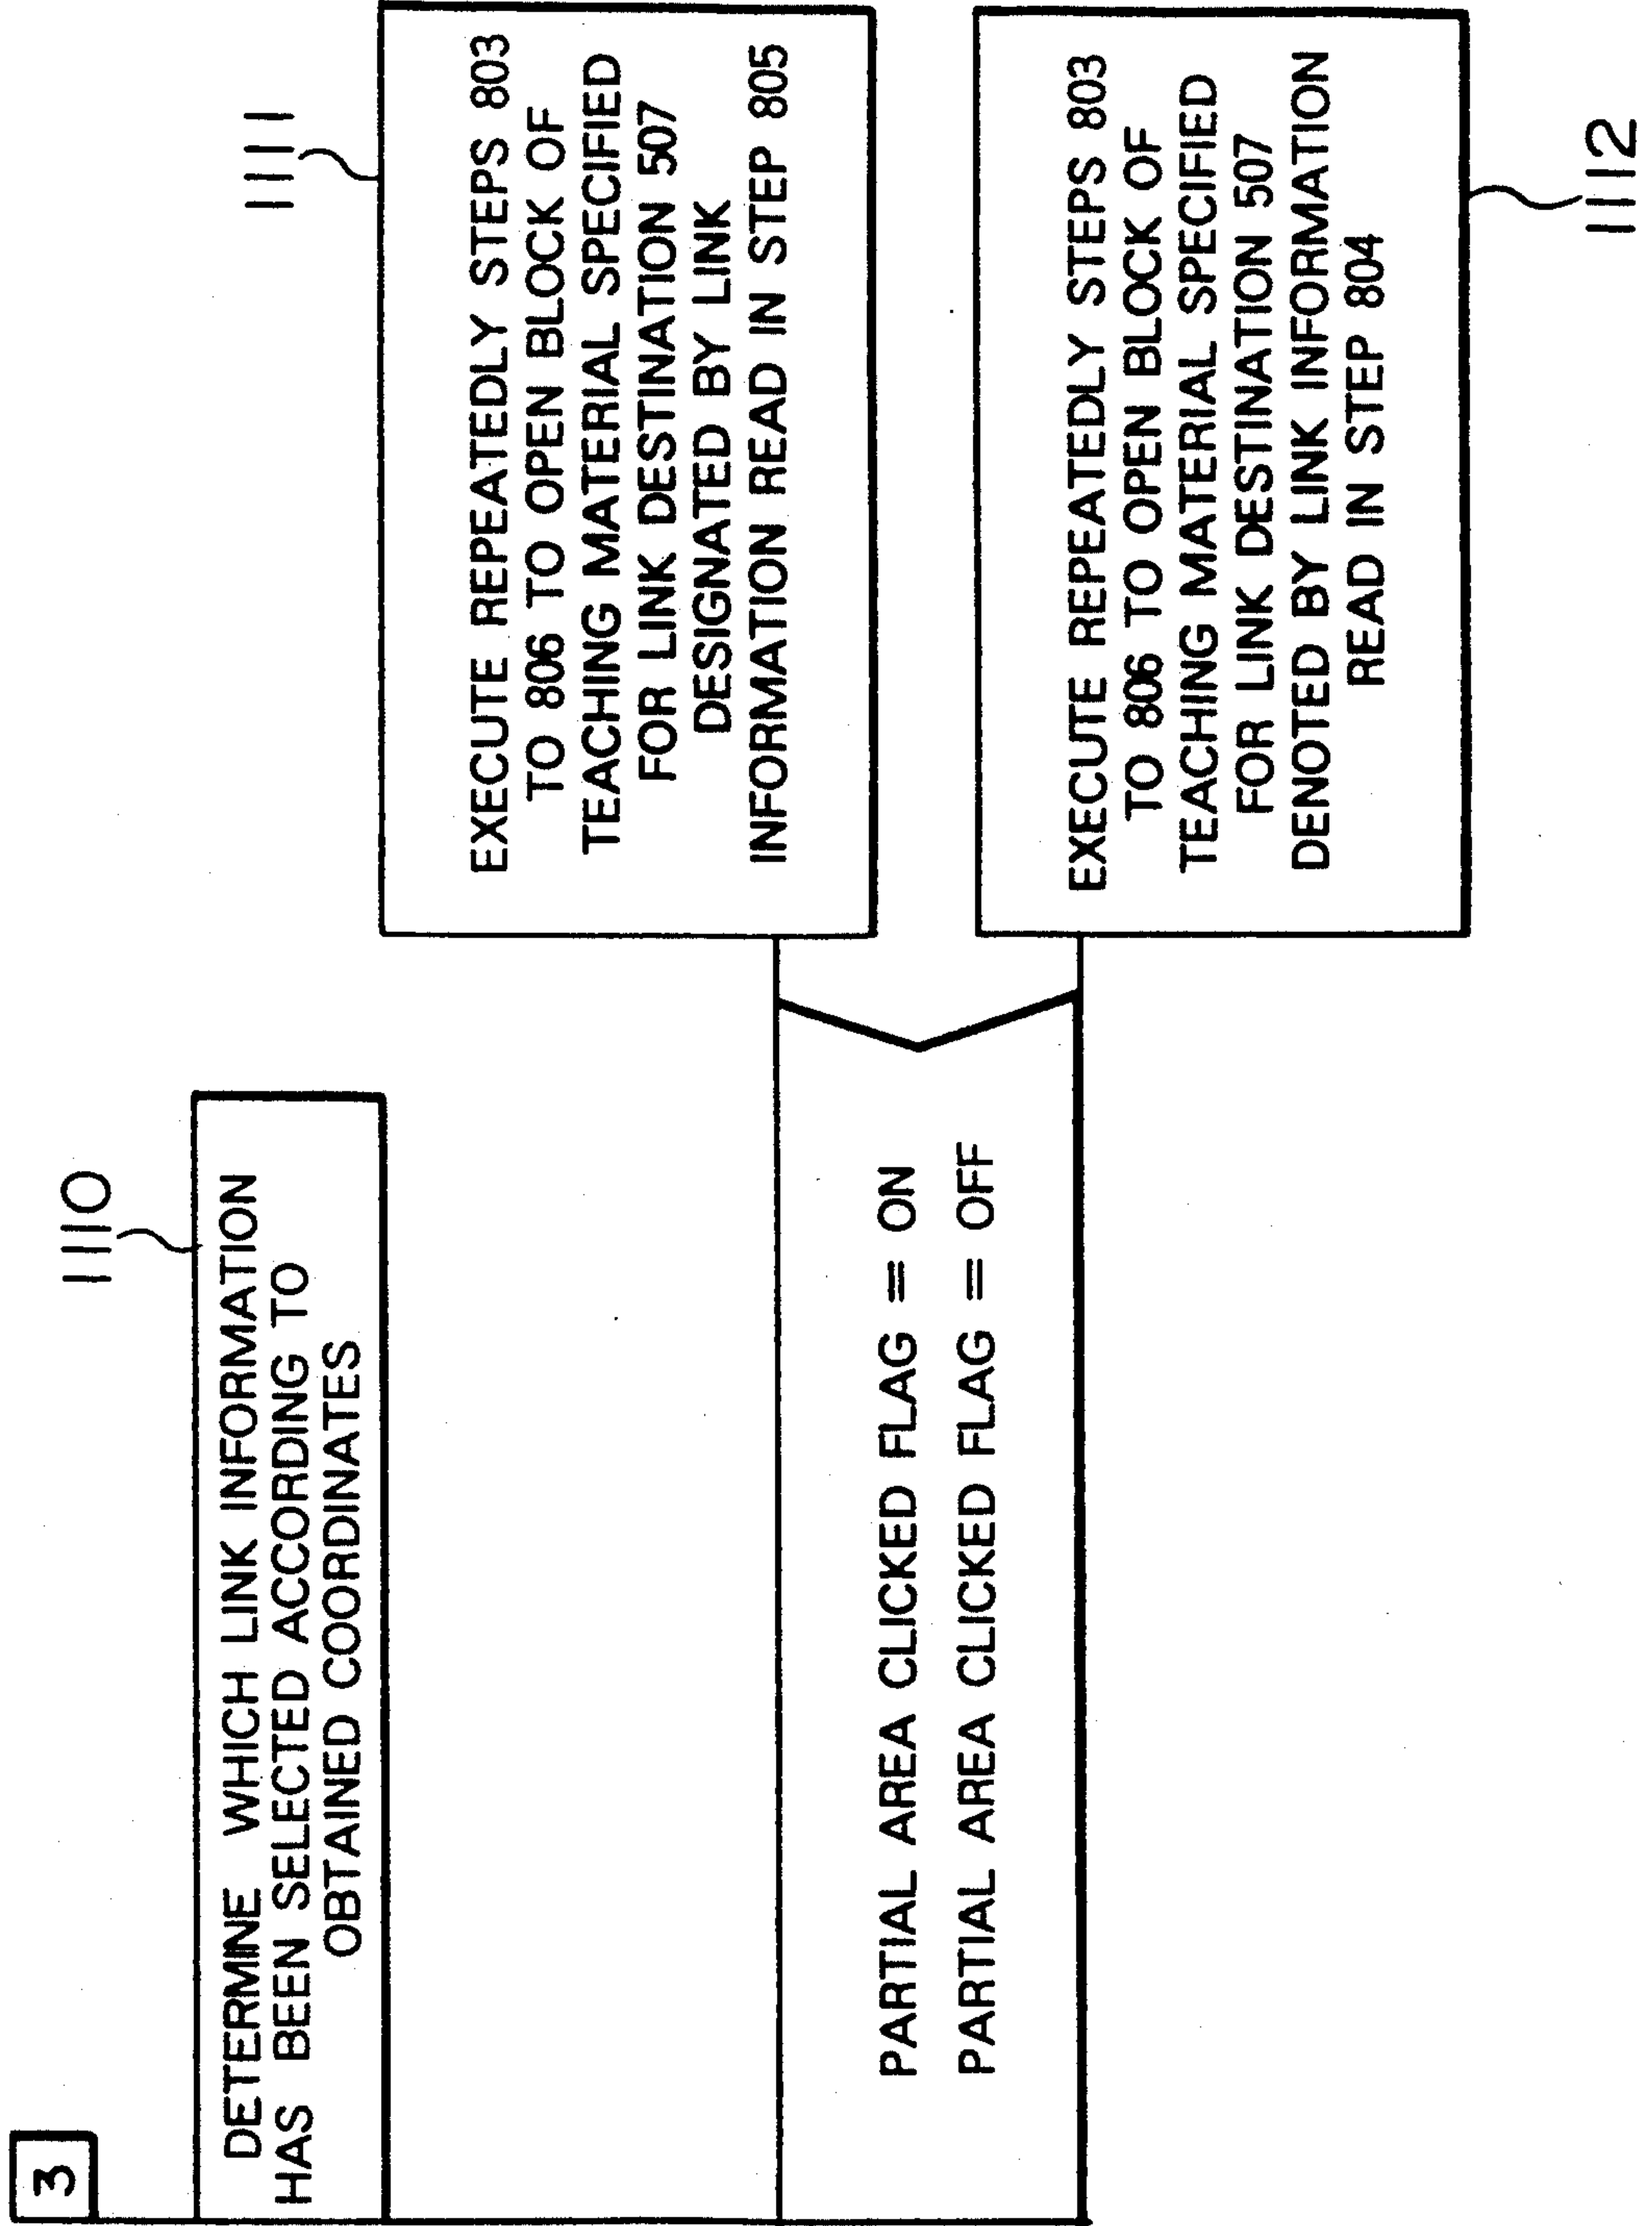 3
1110
DETERMINE WHICH LINK INFORMATION
HAS BEEN SELECTED ACCORDING TO
OBTAINED COORDINATES
PARTIAL AREA CLICKED FLAG = ON
PARTIAL AREA CLICKED FLAG = OFF
1111
EXECUTE REPEATEDLY STEPS 803
TO 806 TO OPEN BLOCK OF
TEACHING MATERIAL SPECIFIED
FOR LINK DESTINATION 507
DESIGNATED BY LINK
INFORMATION READ IN STEP 805
EXECUTE REPEATEDLY STEPS 803
TO 806 TO OPEN BLOCK OF
TEACHING MATERIAL SPECIFIED
FOR LINK DESTINATION 507
DENOTED BY LINK INFORMATION
READ IN STEP 804
1112